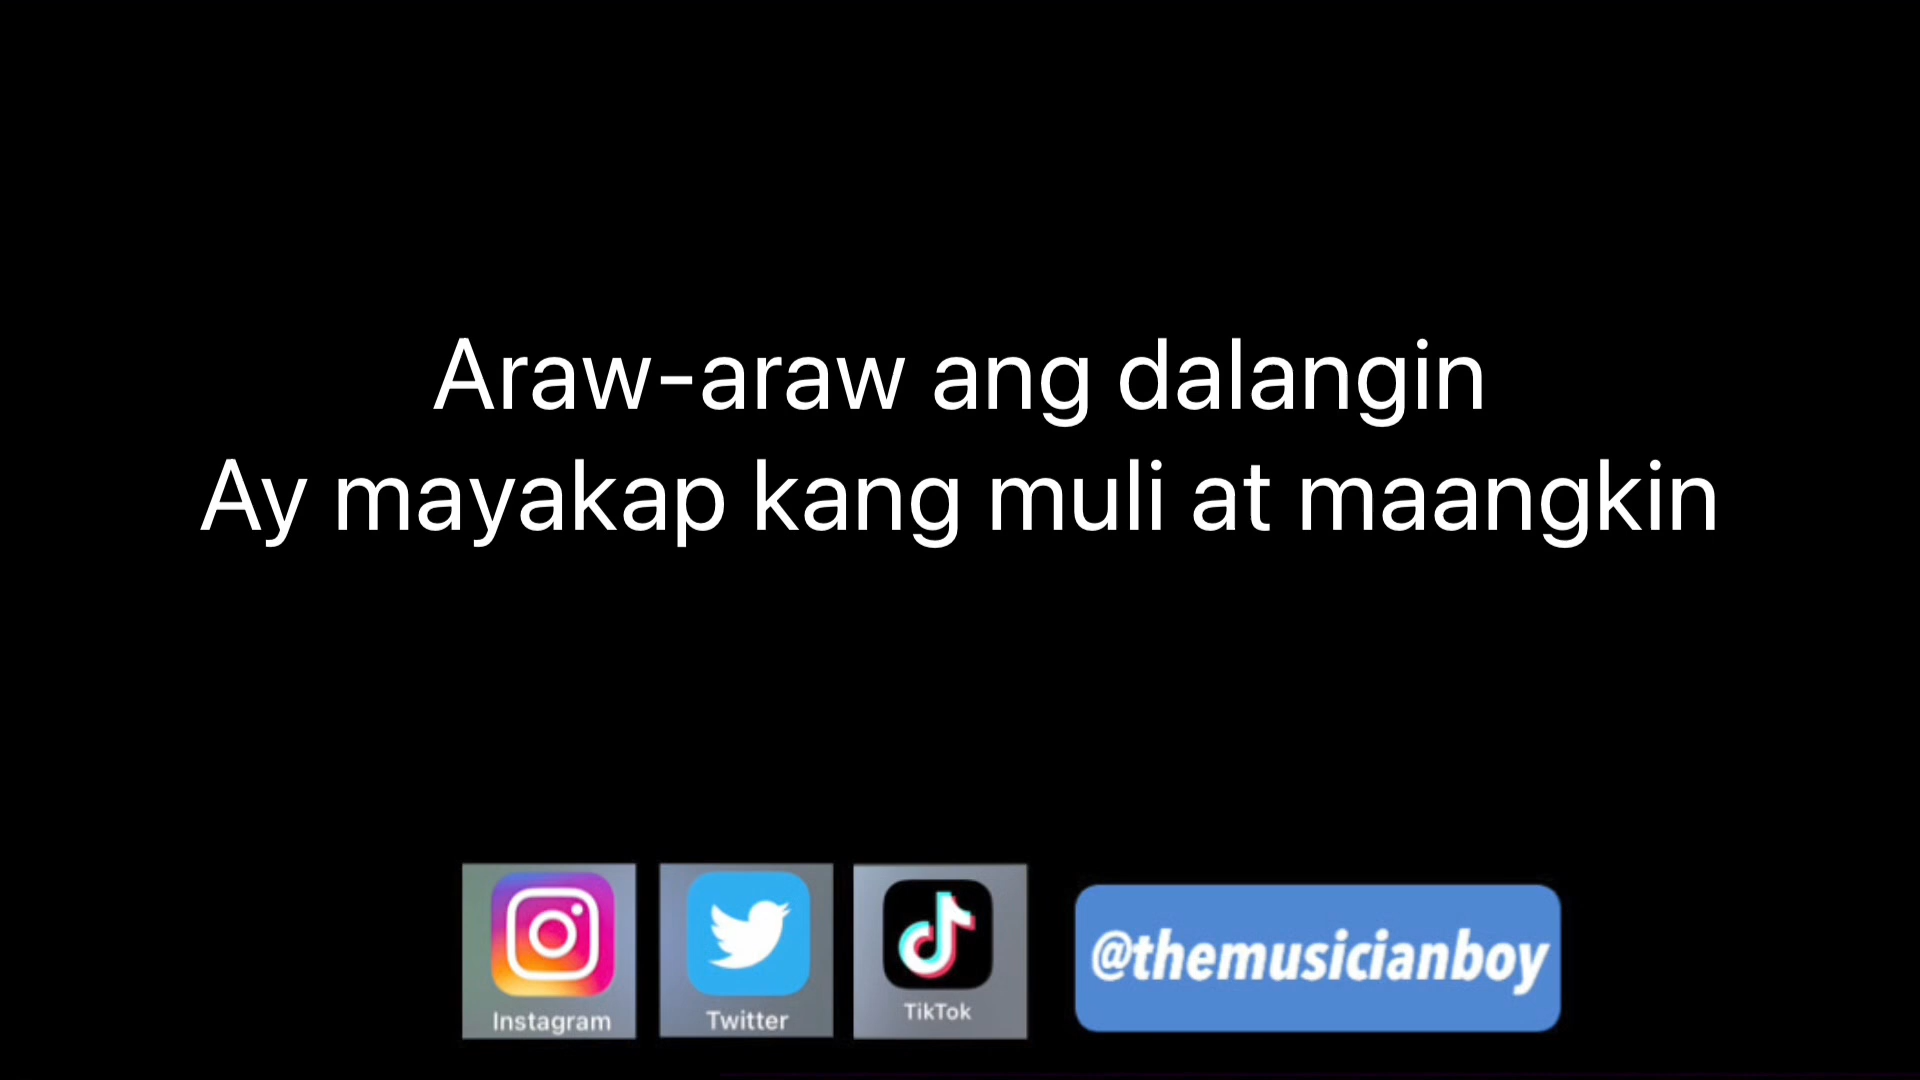 Araw-araw ang dalangin
Ay mayakap kang muli at maangkin
Instagram
Twitter
TikTok
@themusicianboy